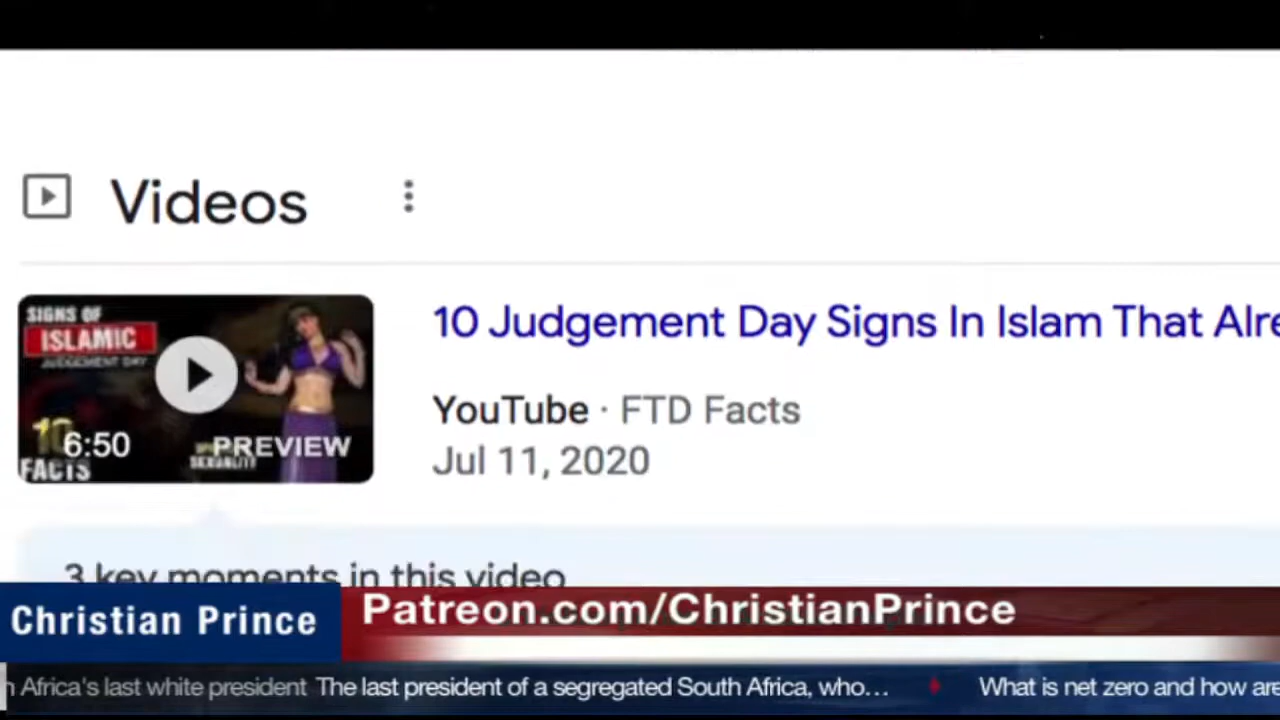 Videos
SIGNS OF
ISLAMIC
JUDGEMENT DAY
10
6:50
PREVIEW
SEXUALITY
FACTS
10 Judgement Day Signs In Islam That Alre
YouTube · FTD Facts
Jul 11, 2020
3 key moments in this video
Christian Prince
Patreon.com/ChristianPrince
n Africa's last white president The last president of a segregated South Africa, who... What is net zero and how are